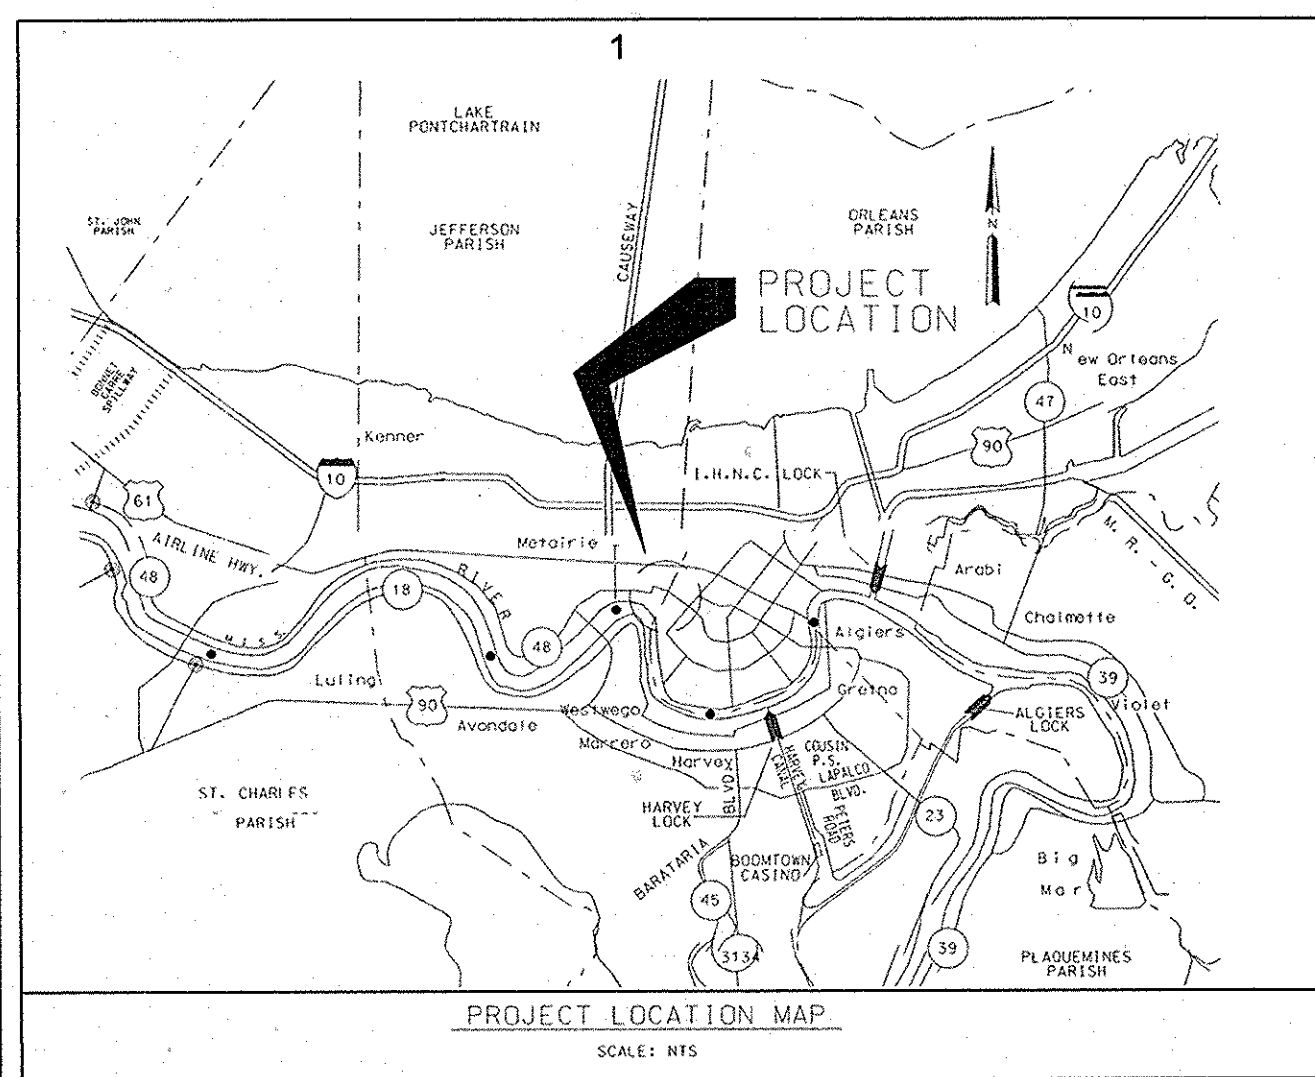 1
LAKE
PONTCHARTRAIN
ST. JOHN
PARISH
JEFFERSON
PARISH
CAUSEWAY
ORLEANS
PARISH
N
PROJECT
LOCATION
10
N
ew Orleans
East
BONNET
CARRE
SPILLWAY
47
Kenner
90
I.H.N.C. LOCK
10
61
AIRLINE HWY.
Metairie
M. R. - G. O.
48
18
RIVER
Arabi
MISS
48
Algiers
Chalmette
39
Luling
90
Avondale
Westwego
Gretna
Violet
ALGIERS
LOCK
Marrero
Harvey
HARVEY
CANAL
COUSIN
P.S.
LAPALCO
BLVD.
BLVD
ST. CHARLES
PARISH
HARVEY
LOCK
PETERS
ROAD
23
BARATARIA
BOOMTOWN
CASINO
Big
Mar
45
3134
39
PLAQUEMINES
PARISH
PROJECT LOCATION MAP
SCALE: NTS